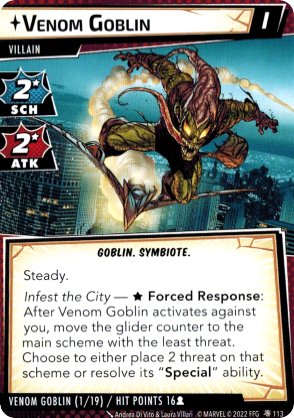 VENOM GOBLIN
I
VILLAIN
2*
SCH
2*
ATK
GOBLIN. SYMBIOTE.
Steady.
Infest the City — ★ Forced Response:
After Venom Goblin activates against
you, move the glider counter to the
main scheme with the least threat.
Choose to either place 2 threat on that
scheme or resolve its "Special" ability.
VENOM GOBLIN (1/19) / HIT POINTS 16
Andrea Di Vito & Laura Villari © MARVEL © 2022 FFG 113